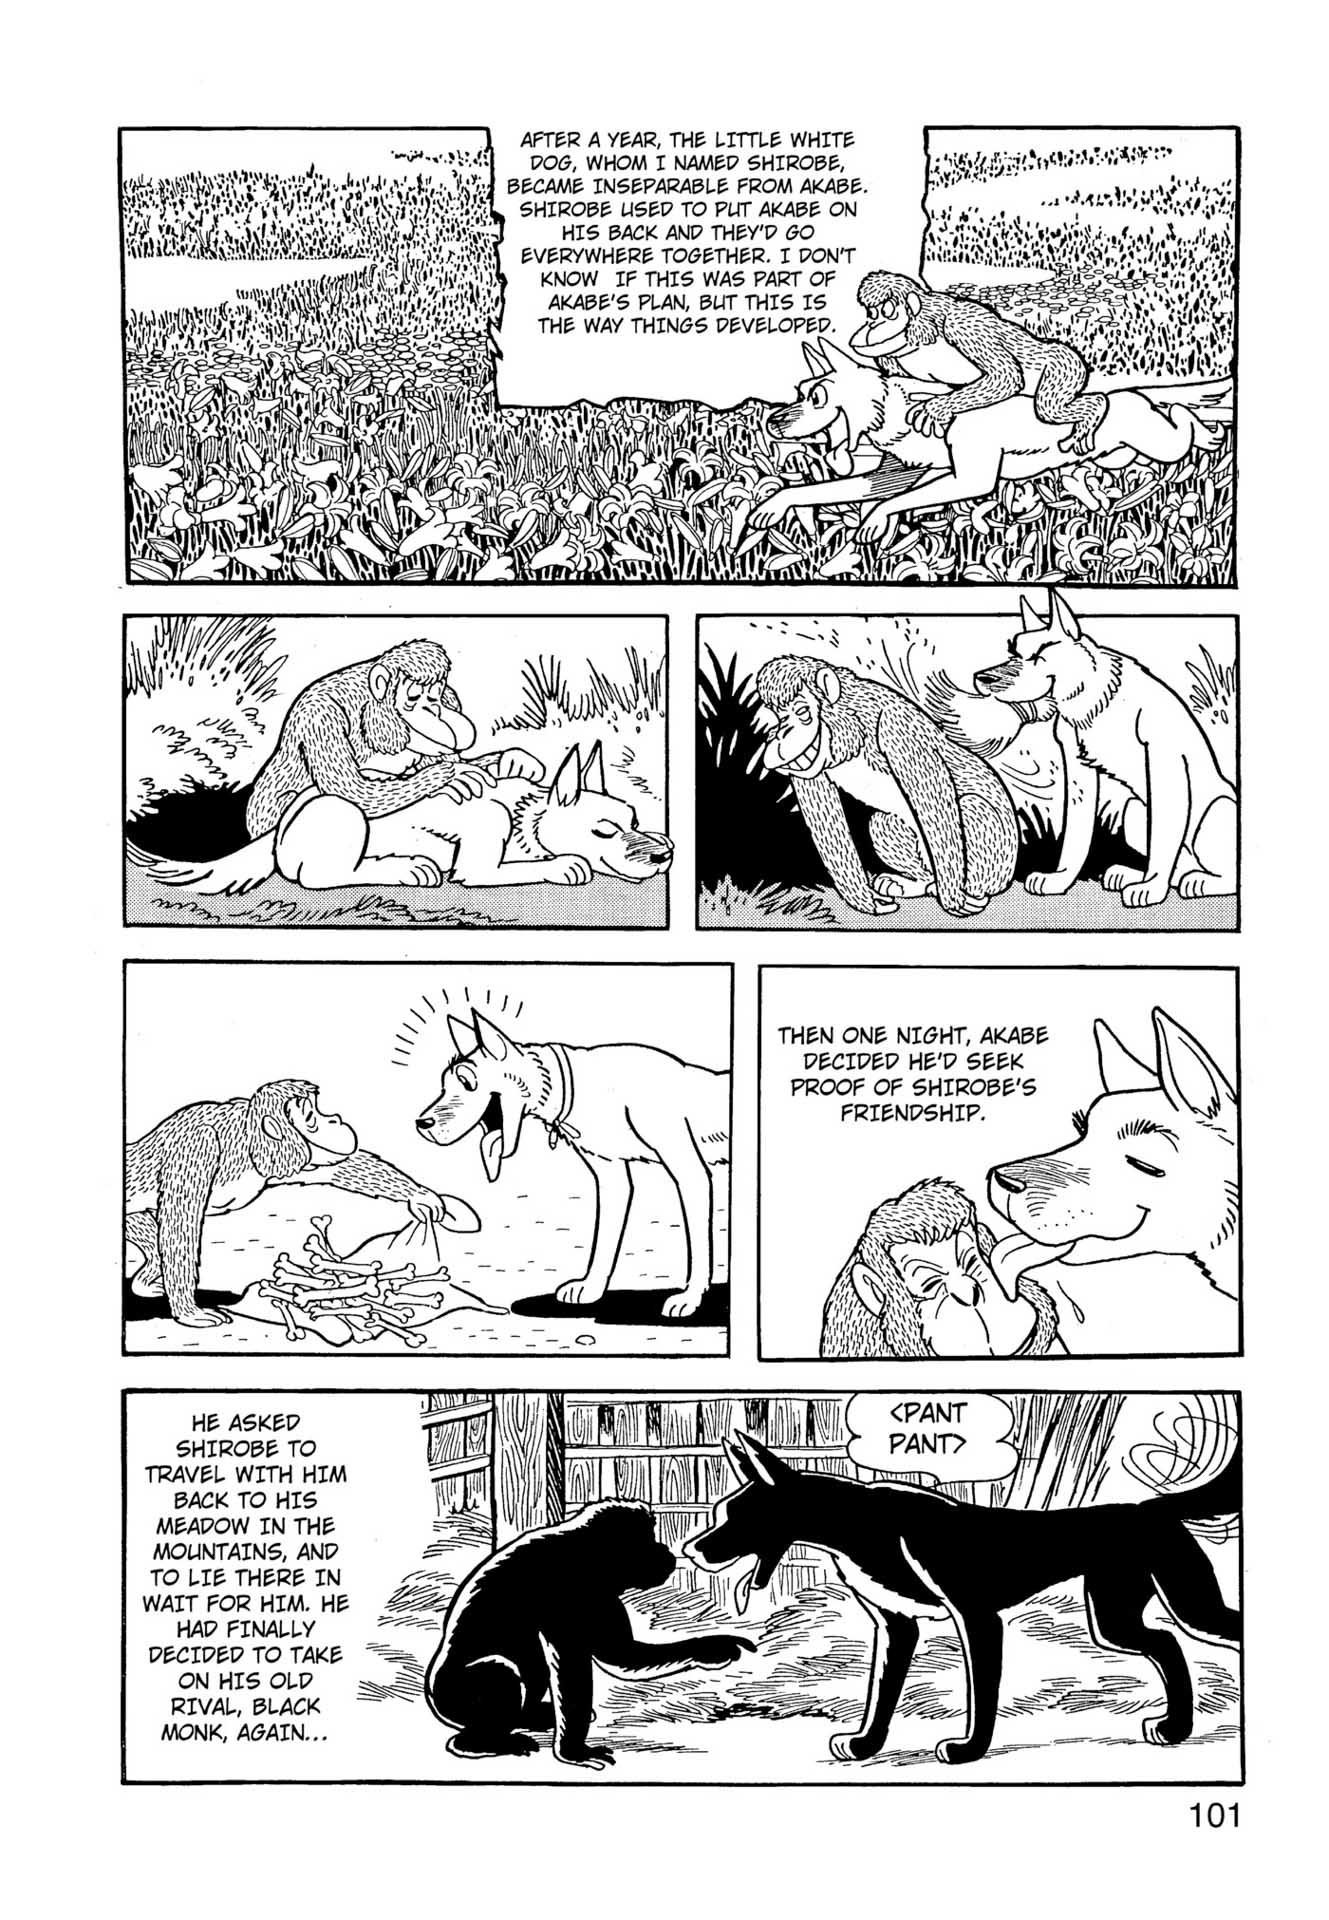 AFTER A YEAR, THE LITTLE WHITE
DOG, WHOM I NAMED SHIROBE,
BECAME INSEPARABLE FROM AKABE.
SHIROBE USED TO PUT AKABE ON
HIS BACK AND THEY'D GO
EVERYWHERE TOGETHER. I DON'T
KNOW IF THIS WAS PART OF
AKABE'S PLAN, BUT THIS IS
THE WAY THINGS DEVELOPED.
THEN ONE NIGHT, AKABE
DECIDED HE'D SEEK
PROOF OF SHIROBE'S
FRIENDSHIP.
HE ASKED
SHIROBE TO
TRAVEL WITH HIM
BACK TO HIS
MEADOW IN THE
MOUNTAINS, AND
TO LIE THERE IN
WAIT FOR HIM. HE
HAD FINALLY
DECIDED TO TAKE
ON HIS OLD
RIVAL, BLACK
MONK, AGAIN...
<PANT
PANT>
101